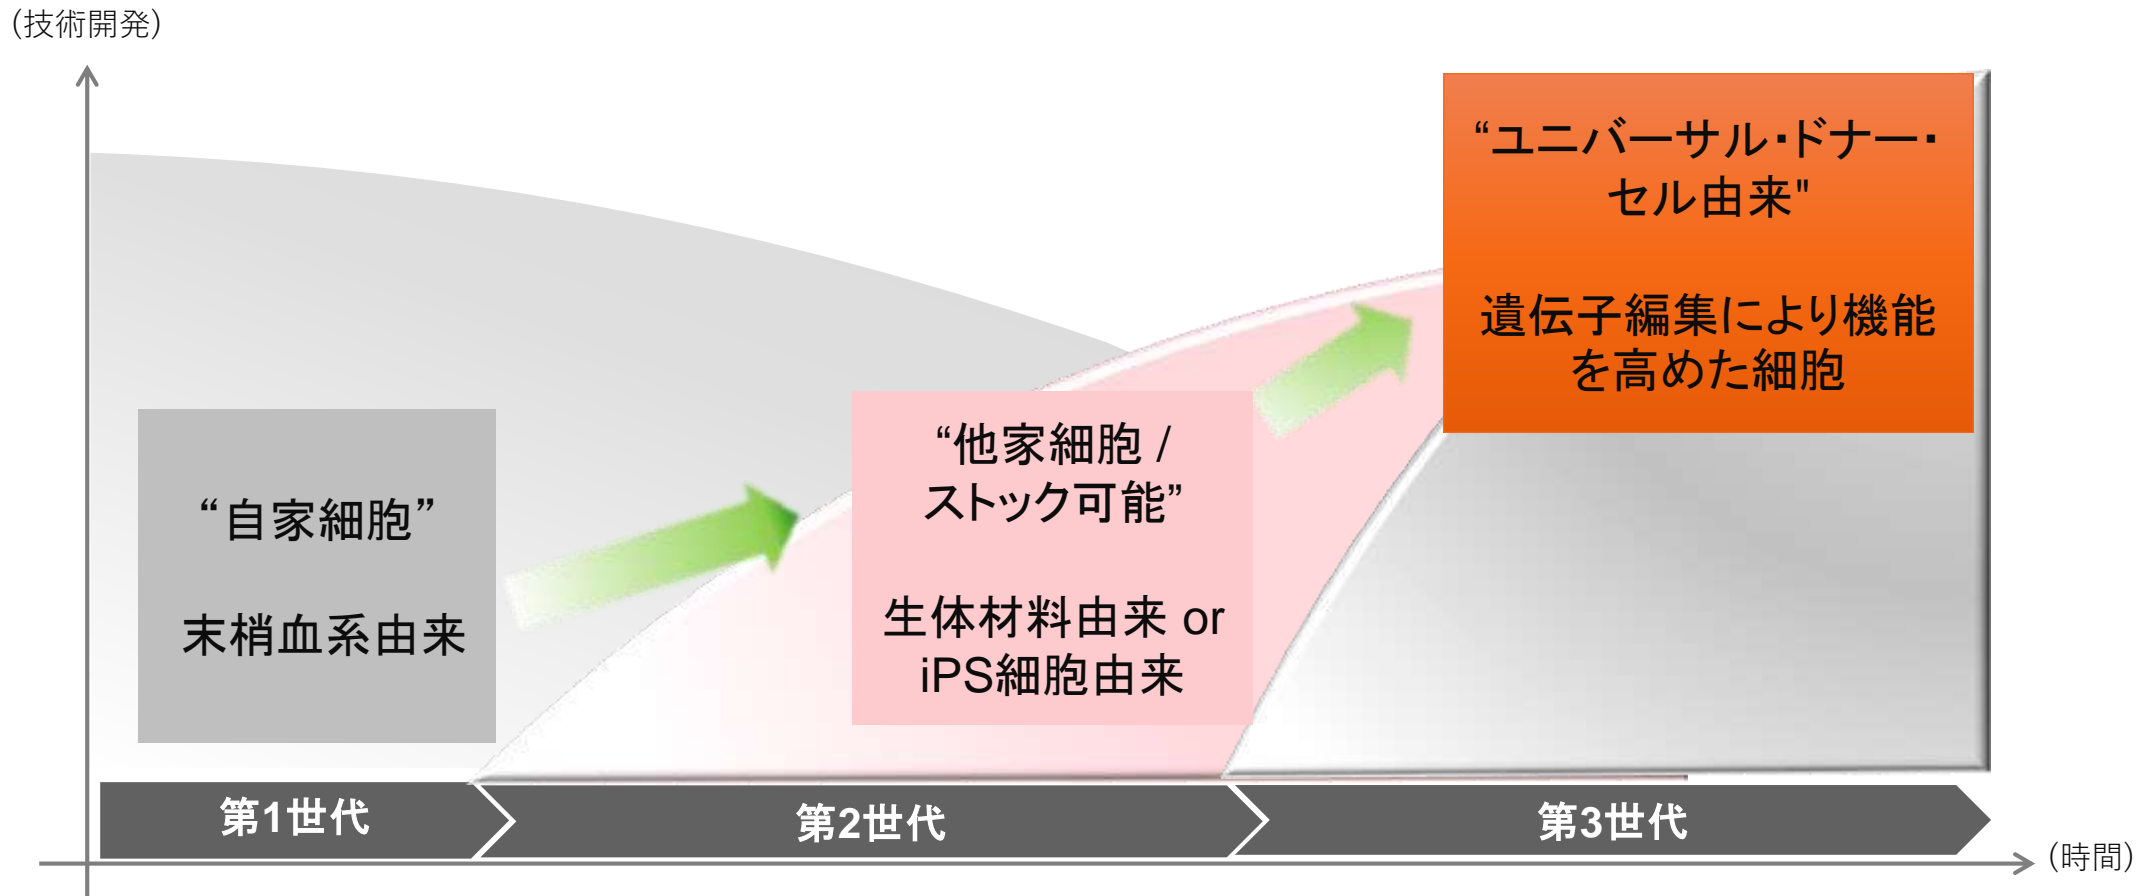 (技術開発)
“ユニバーサル・ドナー・
セル由来"
遺伝子編集により機能
を高めた細胞
“他家細胞 /
ストック可能”
生体材料由来 or
iPS細胞由来
“自家細胞”
末梢血系由来
第1世代
第2世代
第3世代
(時間)